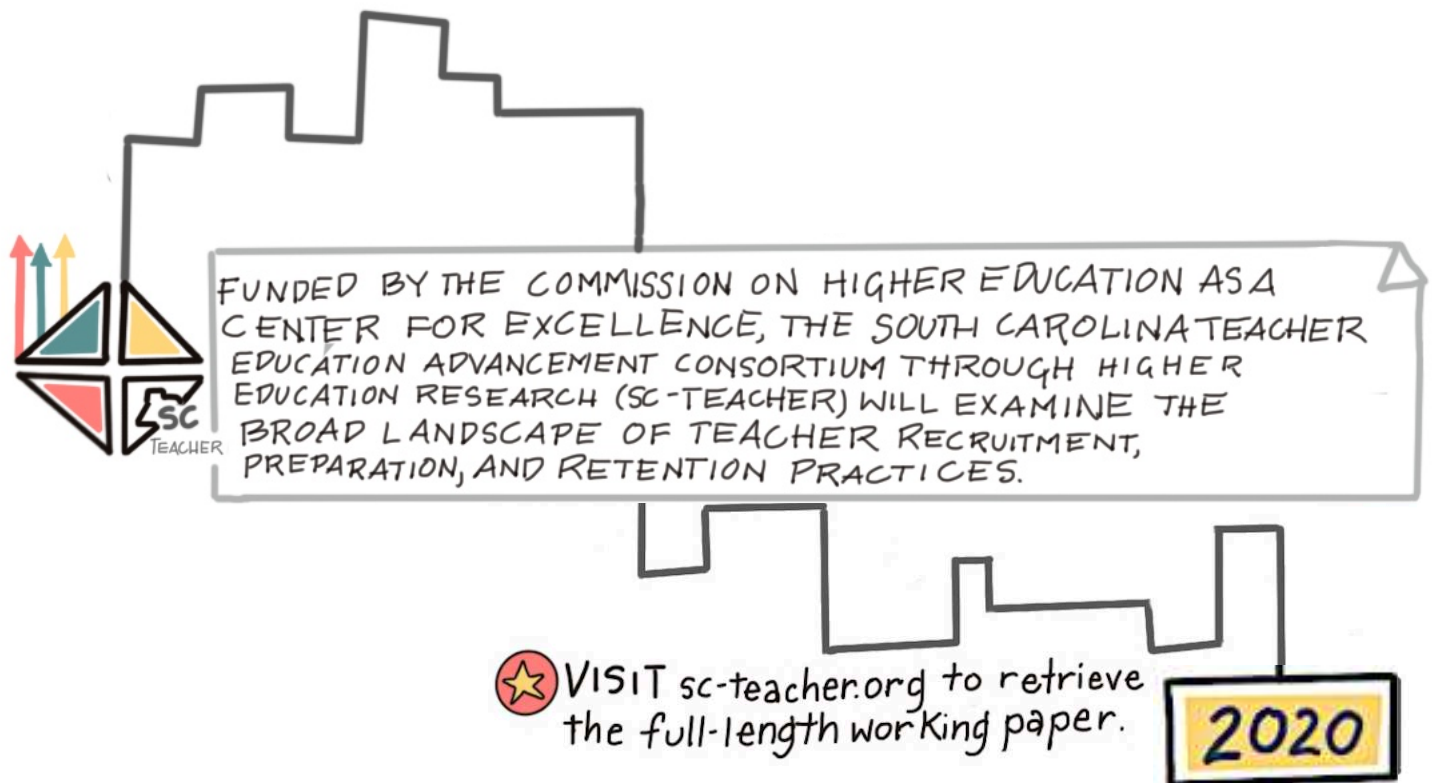 FUNDED BY THE COMMISSION ON HIGHER EDUCATION AS A
CENTER FOR EXCELLENCE, THE SOUTH CAROLINA TEACHER
EDUCATION ADVANCEMENT CONSORTIUM THROUGH HIGHER
EDUCATION RESEARCH (SC-TEACHER) WILL EXAMINE THE
BROAD LANDSCAPE OF TEACHER RECRUITMENT,
PREPARATION, AND RETENTION PRACTICES.
SC
TEACHER
VISIT sc-teacher.org to retrieve
the full-length working paper.
2020